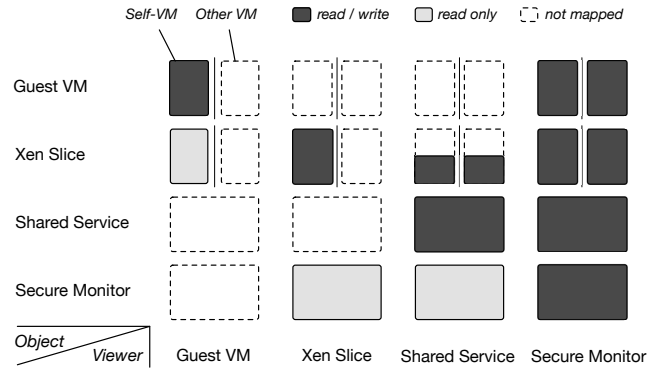 Self-VM Other VM read / write read only not mapped
Guest VM
Xen Slice
Shared Service
Secure Monitor
Object
Viewer Guest VM Xen Slice Shared Service Secure Monitor